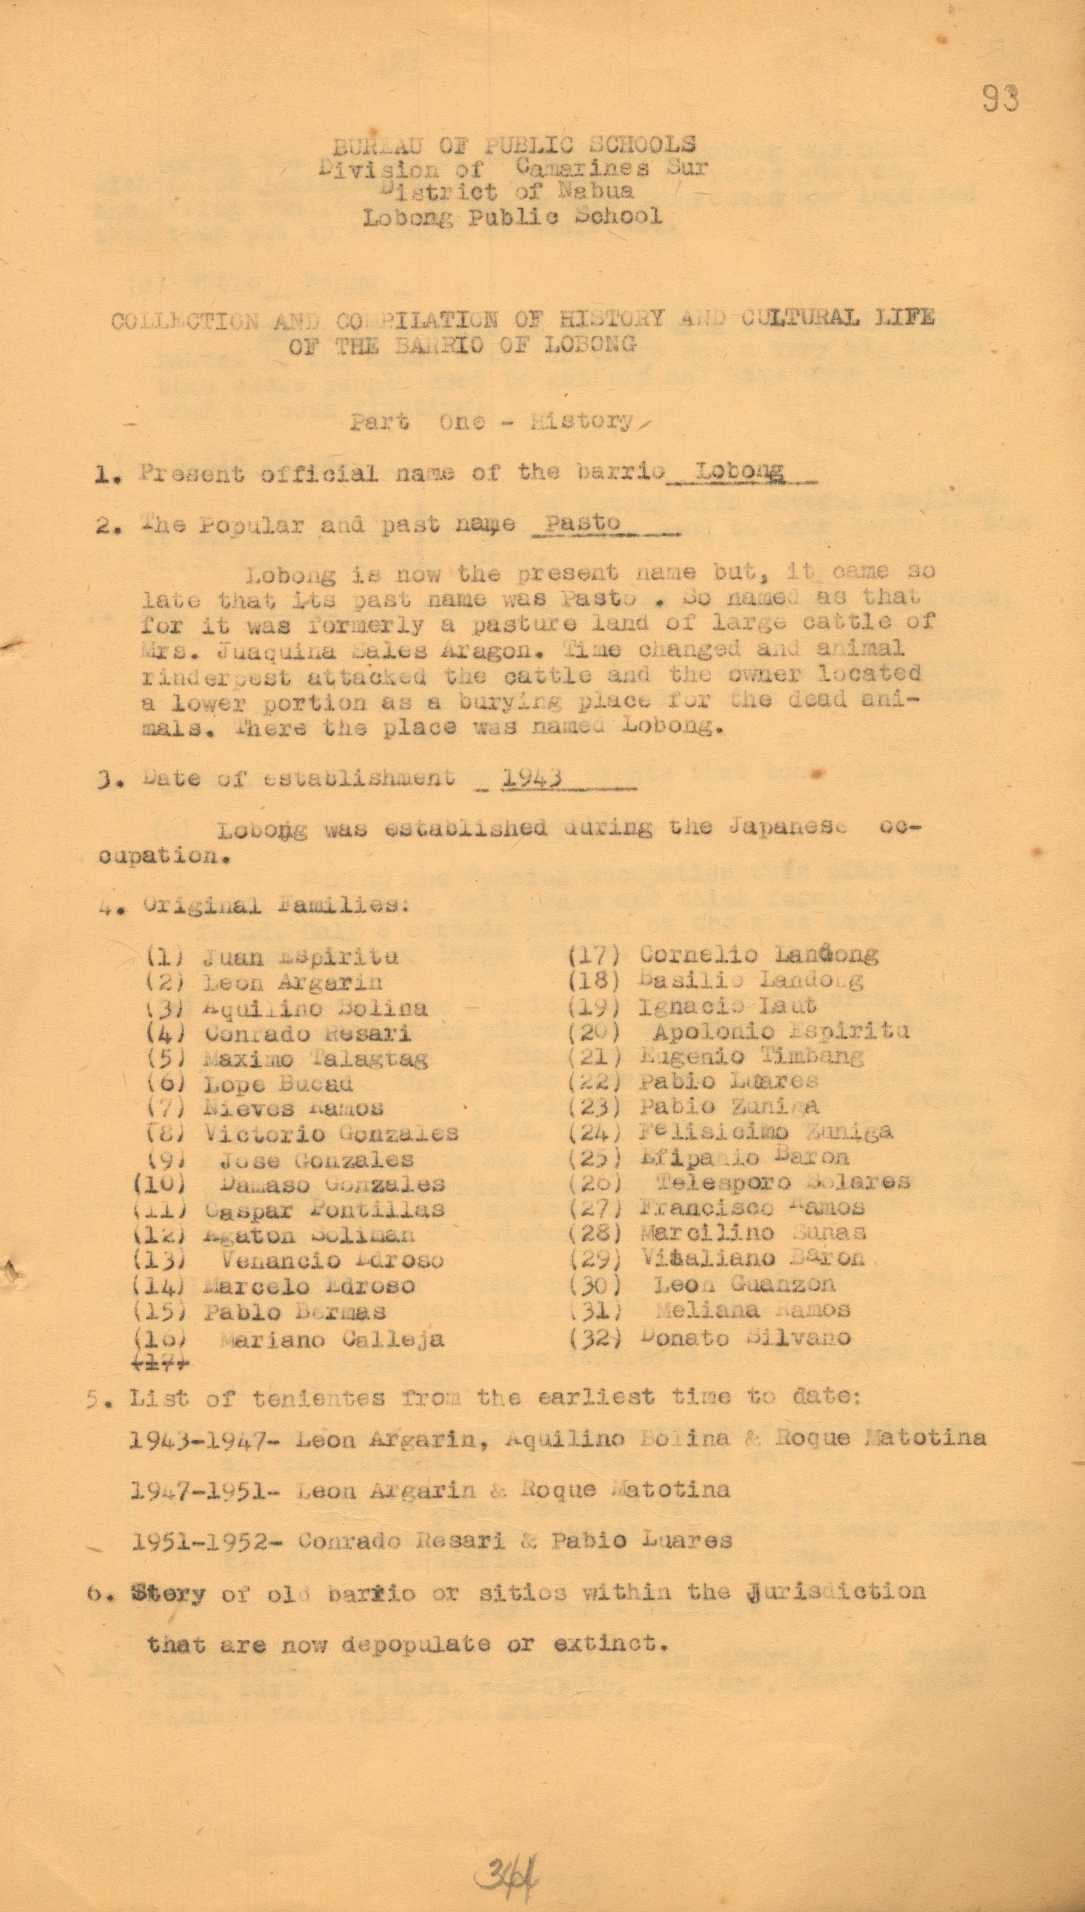 93
BUREAU OF PUBLIC SCHOOLS
Division of Camarines Sur
District of Nabua
Lobong Public School
COLLECTION AND COMPILATION OF HISTORY AND CULTURAL LIFE
OF THE BARRIO OF LOBONG
Part One - History
1. Present official name of the barrio Lobong
2. The Popular and past name Pasto
Lobong is now the present name but, it came so
late that its past name was Pasto . So named as that
for it was formerly a pasture land of large cattle of
Mrs. Juaquina Sales Aragon. Time changed and animal
rinderpest attacked the cattle and the owner located
a lower portion as a burying place for the dead ani-
mals. There the place was named Lobong.
3. Date of establishment 1943
Lobong was established during the Japanese oc-
cupation.
4. Original Families:
(1) Juan Espiritu
(2) Leon Argarin
(3) Aquilino Bolina
(4) Conrado Resari
(5) Maximo Talagtag
(6) Lope Bucad
(7) Nieves Ramos
(8) Victorio Gonzales
(9) Jose Gonzales
(10) Damaso Gonzales
(11) Gaspar Pontillas
(12) Agaton Soliman
(13) Venancio Edroso
(14) Marcelo Edroso
(15) Pablo Bermas
(16) Mariano Calleja
(17)
(17) Cornelio Landong
(18) Basilio Landong
(19) Ignacio Laut
(20) Apolonio Espiritu
(21) Eugenio Timbang
(22) Pabio Luares
(23) Pabio Zuniga
(24) Felisicimo Zuniga
(25) Efipanio Baron
(26) Telesporo Solares
(27) Francisco Ramos
(28) Marcilino Sunas
(29) Vitaliano Baron
(30) Leon Guanzon
(31) Meliana Ramos
(32) Donato Silvano
5. List of tenientes from the earliest time to date:
1943-1947- Leon Argarin, Aquilino Bolina & Roque Matotina
1947-1951- Leon Argarin & Roque Matotina
1951-1952- Conrado Resari & Pabio Luares
6. Story of old barrio or sitios within the jurisdiction
that are now depopulate or extinct.